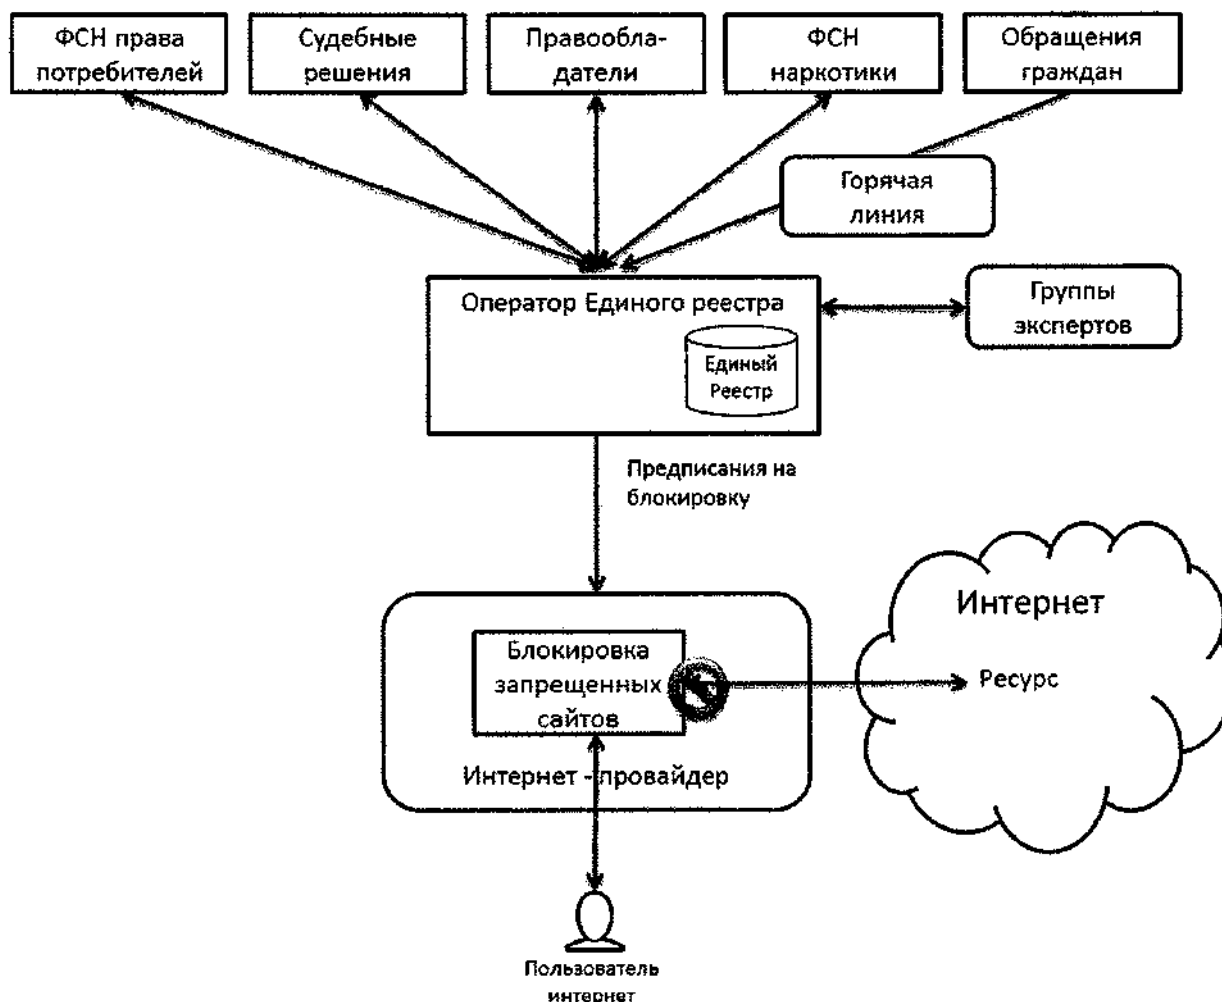 ФСН права
потребителей
Судебные
решения
Правообла-
датели
ФСН
наркотики
Обращения
граждан
Горячая
линия
Оператор Единого реестра
Единый
Реестр
Группы
экспертов
Предписания на
блокировку
Интернет
Ресурс
Блокировка
запрещенных
сайтов
Интернет - провайдер
Пользователь
интернет